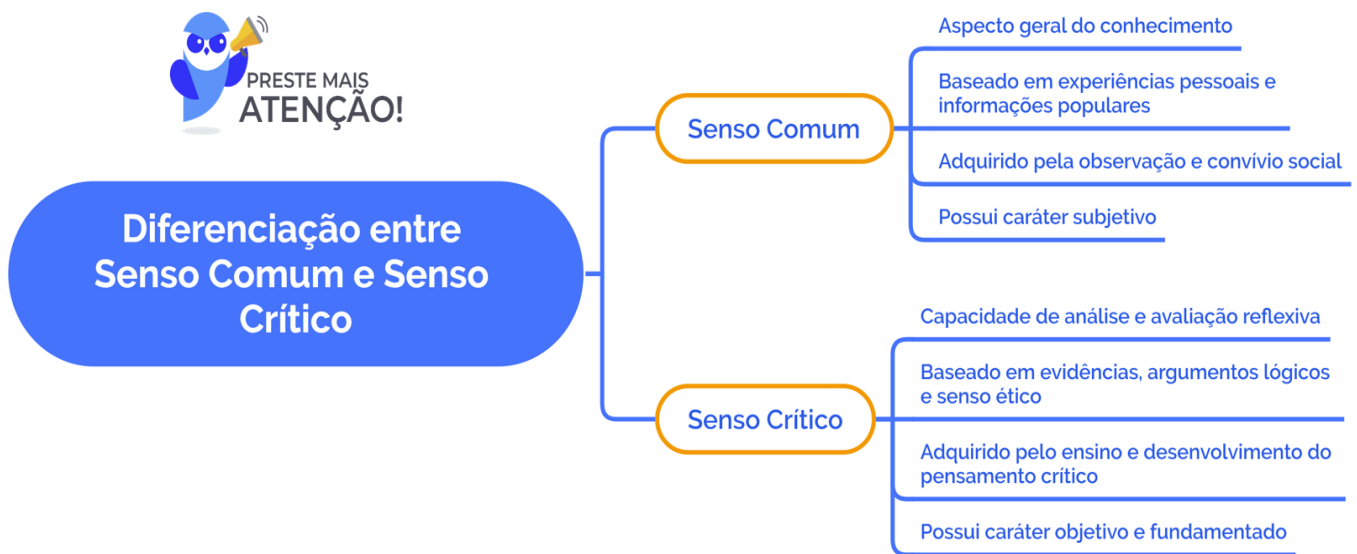 PRESTE MAIS
ATENÇÃO!
Diferenciação entre
Senso Comum e Senso
Crítico
Senso Comum
Aspecto geral do conhecimento
Baseado em experiências pessoais e
informações populares
Adquirido pela observação e convívio social
Possui caráter subjetivo
Senso Crítico
Capacidade de análise e avaliação reflexiva
Baseado em evidências, argumentos lógicos
e senso ético
Adquirido pelo ensino e desenvolvimento do
pensamento crítico
Possui caráter objetivo e fundamentado